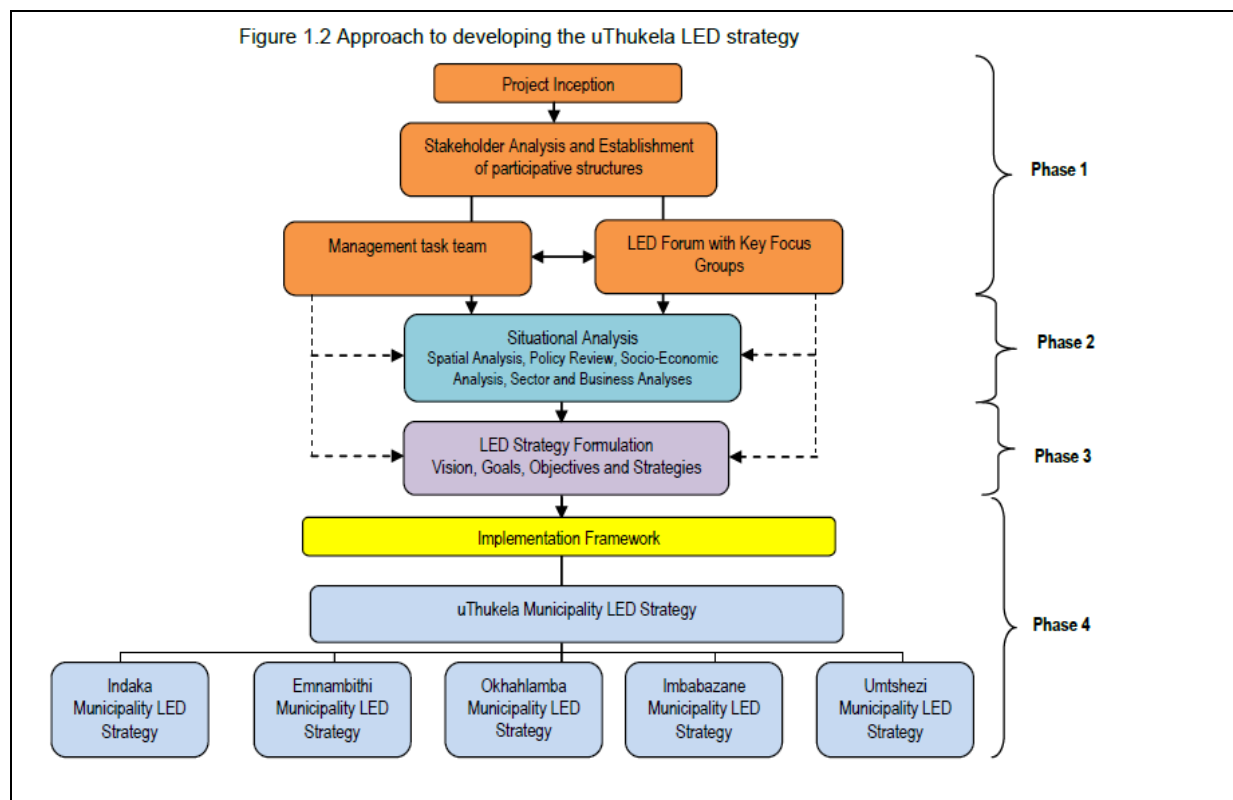 Figure 1.2 Approach to developing the uThukela LED strategy
Project Inception
Stakeholder Analysis and Establishment
of participative structures
Phase 1
Management task team
LED Forum with Key Focus
Groups
Situational Analysis
Spatial Analysis, Policy Review, Socio-Economic
Analysis, Sector and Business Analyses
Phase 2
LED Strategy Formulation
Vision, Goals, Objectives and Strategies
Phase 3
Implementation Framework
uThukela Municipality LED Strategy
Phase 4
Indaka
Municipality LED
Strategy
Emnambithi
Municipality LED
Strategy
Okhahlamba
Municipality LED
Strategy
Imbabazane
Municipality LED
Strategy
Umtshezi
Municipality LED
Strategy